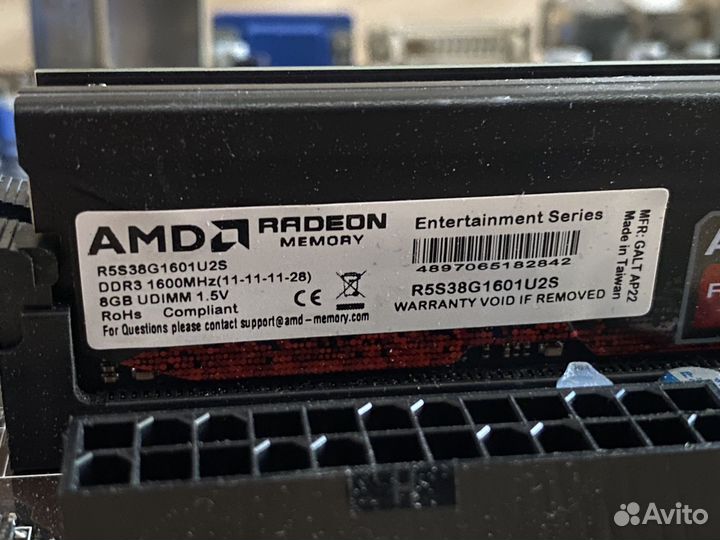 AMD RADEON MEMORY
R5S38G1601U2S
DDR3 1600MHz(11-11-11-28)
8GB UDIMM 1.5V
RoHs Compliant
For Questions please contact support@amd-memory.com
Entertainment Series
4897065182842
R5S38G1601U2S
WARRANTY VOID IF REMOVED
MFR: GALT AP22
Made in Taiwan
Avito